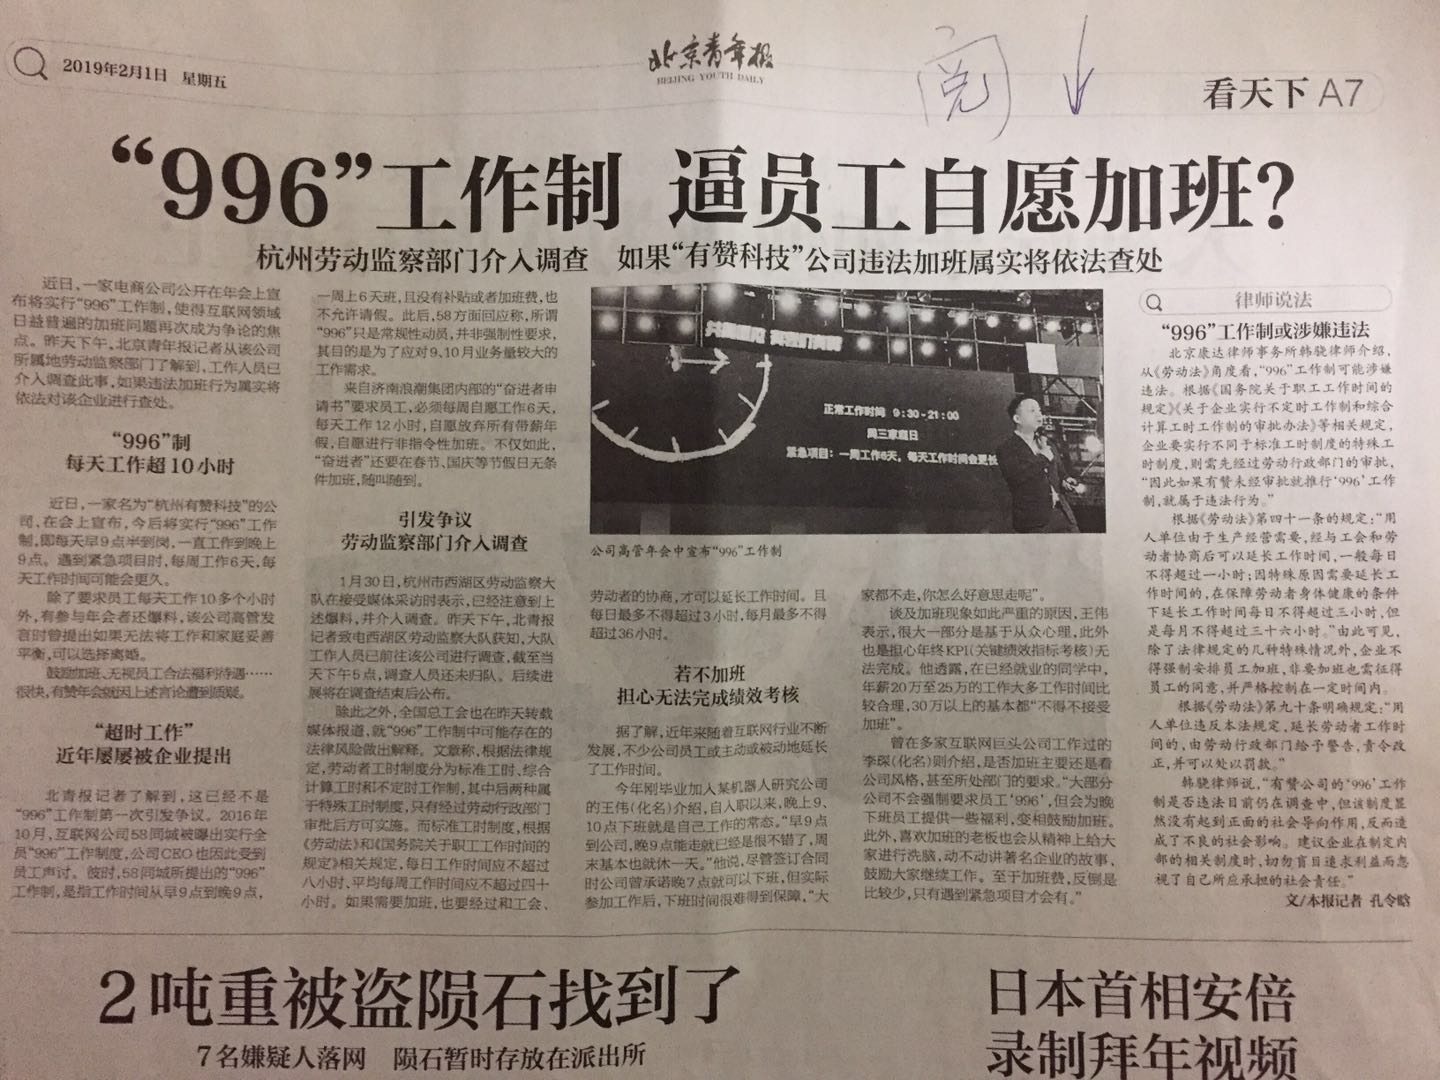 2019年2月1日 星期五
北京青年报
BEIJING YOUTH DAILY
阅
看天下 A7
“996”工作制 逼员工自愿加班?
杭州劳动监察部门介入调查 如果“有赞科技”公司违法加班属实将依法查处
近日,一家电商公司公开在年会上宣
布将实行“996”工作制,使得互联网领域
日益普遍的加班问题再次成为争论的焦
点。昨天下午,北京青年报记者从该公司
所属地劳动监察部门了解到,工作人员已
介入调查此事,如果违法加班行为属实将
依法对该企业进行查处。
“996”制
每天工作超10小时
近日,一家名为“杭州有赞科技”的公
司,在会上宣布,今后将实行“996”工作
制,即每天早9点半到岗,一直工作到晚上
9点。遇到紧急项目时,每周工作6天,每
天工作时间可能会更久。
除了要求员工每天工作10多个小时
外,有参与年会者还爆料,该公司高管发
言时曾提出如果无法将工作和家庭妥善
平衡,可以选择离婚。
鼓励加班、无视员工合法福利待遇……
很快,有赞年会就因上述言论遭到质疑。
“超时工作”
近年屡屡被企业提出
北青报记者了解到,这已经不是
“996”工作制第一次引发争议。2016年
10月,互联网公司58同城被曝出实行全
员“996”工作制度,公司CEO也因此受到
员工声讨。彼时,58同城所提出的“996”
工作制,是指工作时间从早9点到晚9点,
一周上6天班,且没有补贴或者加班费,也
不允许请假。此后,58方面回应称,所谓
“996”只是常规性动员,并非强制性要求,
其目的是为了应对9、10月业务量较大的
工作需求。
来自济南浪潮集团内部的“奋进者申
请书”要求员工,必须每周自愿工作6天,
每天工作12小时,自愿放弃所有带薪年
假,自愿进行非指令性加班。不仅如此,
“奋进者”还要在春节、国庆等节假日无条
件加班,随叫随到。
引发争议
劳动监察部门介入调查
1月30日,杭州市西湖区劳动监察大
队在接受媒体采访时表示,已经注意到上
述爆料,并介入调查。昨天下午,北青报
记者致电西湖区劳动监察大队获知,大队
工作人员已前往该公司进行调查,截至当
天下午5点,调查人员还未归队。后续进
展将在调查结束后公布。
除此之外,全国总工会也在昨天转载
媒体报道,就“996”工作制中可能存在的
法律风险做出解释。文章称,根据法律规
定,劳动者工时制度分为标准工时、综合
计算工时和不定时工作制,其中后两种属
于特殊工时制度,只有经过劳动行政部门
审批后方可实施。而标准工时制度,根据
《劳动法》和《国务院关于职工工作时间的
规定》相关规定,每日工作时间应不超过
八小时、平均每周工作时间应不超过四十
小时。如果需要加班,也要经过和工会、
正常工作时间 9:30-21:00
周三家庭日
紧急项目:一周工作6天,每天工作时间会更长
公司高管年会中宣布“996”工作制
劳动者的协商,才可以延长工作时间。且
每日最多不得超过3小时,每月最多不得
超过36小时。
若不加班
担心无法完成绩效考核
据了解,近年来随着互联网行业不断
发展,不少公司员工或主动或被动地延长
了工作时间。
今年刚毕业加入某机器人研究公司
的王伟(化名)介绍,自入职以来,晚上9、
10点下班就是自己工作的常态。“早9点
到公司,晚9点能走就已经是很不错了,周
末基本也就休一天。”他说,尽管签订合同
时公司曾承诺晚7点就可以下班,但实际
参加工作后,下班时间很难得到保障,“大
家都不走,你怎么好意思走呢”。
谈及加班现象如此严重的原因,王伟
表示,很大一部分是基于从众心理,此外
也是担心年终KPI(关键绩效指标考核)无
法完成。他透露,在已经就业的同学中,
年薪20万至25万的工作大多工作时间比
较合理,30万以上的基本都“不得不接受
加班”。
曾在多家互联网巨头公司工作过的
李琛(化名)则介绍,是否加班主要还是看
公司风格,甚至所处部门的要求。“大部分
公司不会强制要求员工‘996’,但会为晚
下班员工提供一些福利,变相鼓励加班。
此外,喜欢加班的老板也会从精神上给大
家进行洗脑,动不动讲著名企业的故事,
鼓励大家继续工作。至于加班费,反倒是
比较少,只有遇到紧急项目才会有。”
律师说法
“996”工作制或涉嫌违法
北京康达律师事务所韩骁律师介绍,
从《劳动法》角度看,“996”工作制可能涉嫌
违法。根据《国务院关于职工工作时间的
规定》《关于企业实行不定时工作制和综合
计算工时工作制的审批办法》等相关规定,
企业要实行不同于标准工时制度的特殊工
时制度,则需先经过劳动行政部门的审批,
“因此如果有赞未经审批就推行‘996’工作
制,就属于违法行为。”
根据《劳动法》第四十一条的规定:“用
人单位由于生产经营需要,经与工会和劳
动者协商后可以延长工作时间,一般每日
不得超过一小时;因特殊原因需要延长工
作时间的,在保障劳动者身体健康的条件
下延长工作时间每日不得超过三小时,但
是每月不得超过三十六小时。”由此可见,
除了法律规定的几种特殊情况外,企业不
得强制安排员工加班,非要加班也需征得
员工的同意,并严格控制在一定时间内。
根据《劳动法》第九十条明确规定:“用
人单位违反本法规定,延长劳动者工作时
间的,由劳动行政部门给予警告,责令改
正,并可以处以罚款。”
韩骁律师说,“有赞公司的‘996’工作
制是否违法目前仍在调查中,但该制度显
然没有起到正面的社会导向作用,反而造
成了不良的社会影响。建议企业在制定内
部的相关制度时,切勿盲目追求利益而忽
视了自己所应承担的社会责任。”
文/本报记者 孔令晗
2吨重被盗陨石找到了
7名嫌疑人落网 陨石暂时存放在派出所
日本首相安倍
录制拜年视频